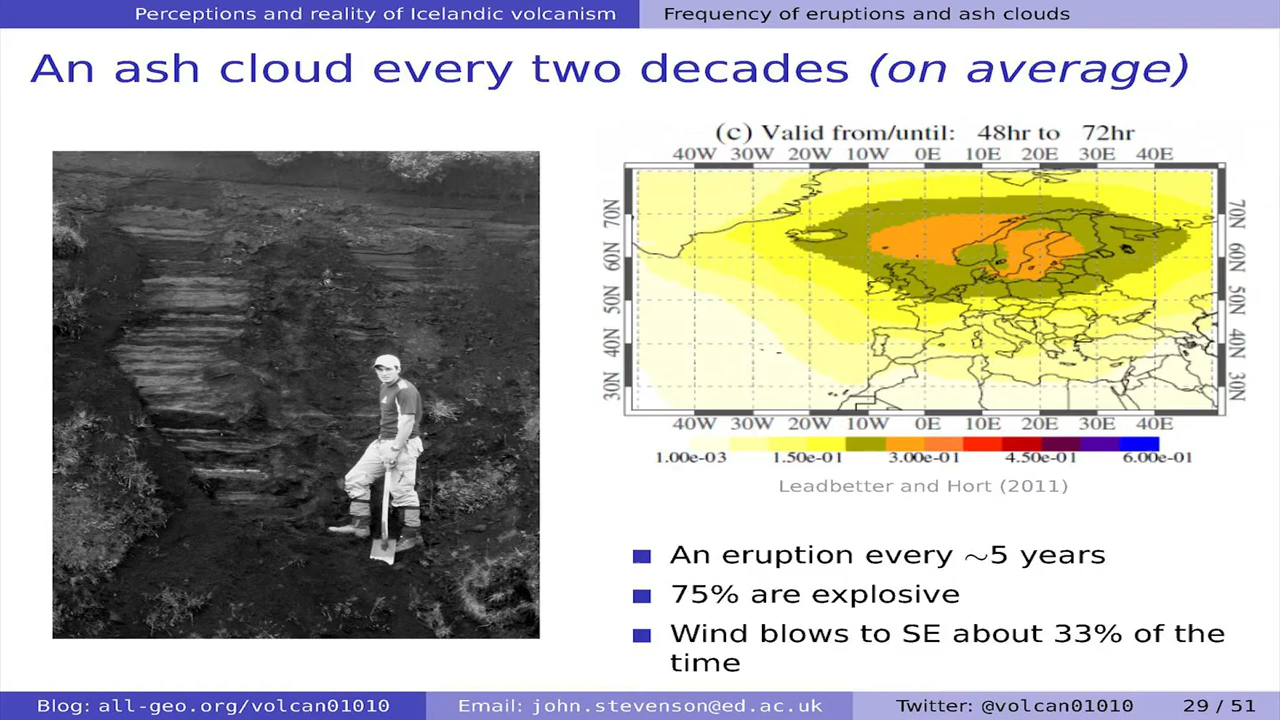 Perceptions and reality of Icelandic volcanism
Frequency of eruptions and ash clouds
An ash cloud every two decades (on average)
(c) Valid from/until: 48hr to 72hr
40W 30W 20W 10W 0E 10E 20E 30E 40E
70N 70N
60N 60N
50N 50N
40N 40N
30N 30N
40W 30W 20W 10W 0E 10E 20E 30E 40E
1.00e-03 1.50e-01 3.00e-01 4.50e-01 6.00e-01
Leadbetter and Hort (2011)
An eruption every ~5 years
75% are explosive
Wind blows to SE about 33% of the
time
Blog: all-geo.org/volcan01010
Email: john.stevenson@ed.ac.uk
Twitter: @volcan01010
29 / 51